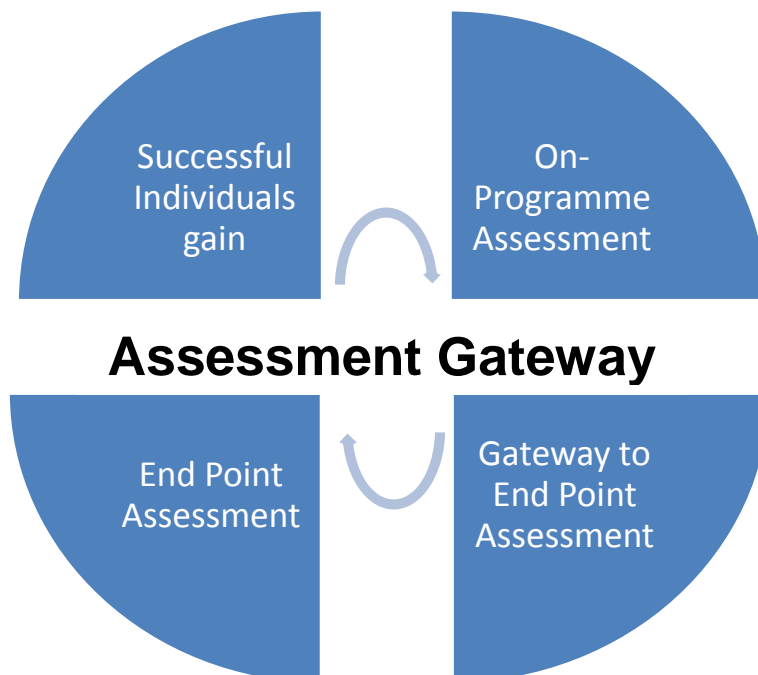 Successful
Individuals
gain
On-
Programme
Assessment
Assessment Gateway
End Point
Assessment
Gateway to
End Point
Assessment